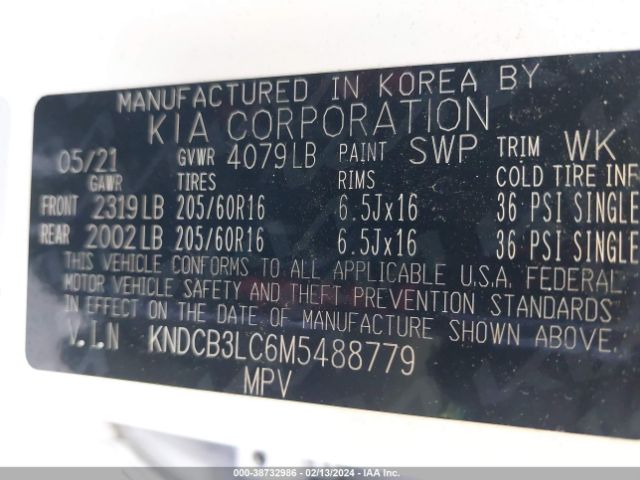 MANUFACTURED IN KOREA BY
KIA CORPORATION
05/21 GVWR 4079LB PAINT SWP TRIM WK
GAWR TIRES RIMS COLD TIRE INF
FRONT 2319LB 205/60R16 6.5Jx16 36 PSI SINGLE
REAR 2002LB 205/60R16 6.5Jx16 36 PSI SINGLE
THIS VEHICLE CONFORMS TO ALL APPLICABLE U.S.A. FEDERAL
MOTOR VEHICLE SAFETY AND THEFT PREVENTION STANDARDS
IN EFFECT ON THE DATE OF MANUFACTURE SHOWN ABOVE.
V.I.N KNDCB3LC6M5488779
MPV
000-38732986 - 02/13/2024 - IAA Inc.